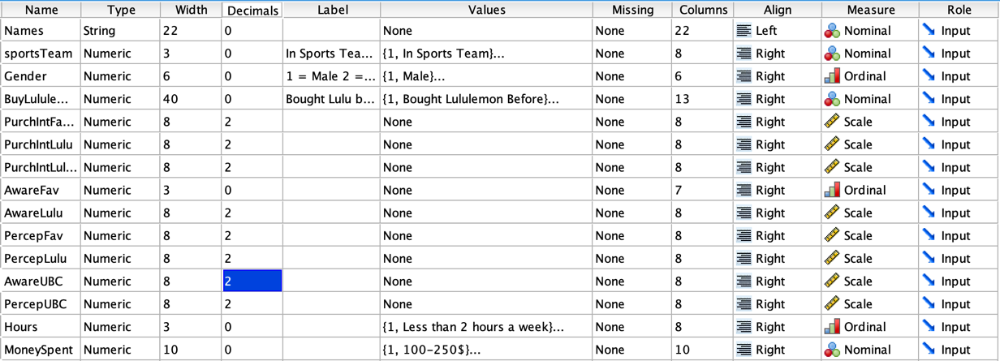 Name Type Width Decimals Label Values Missing Columns Align Measure Role
Names String 22 0 None None 22 Left Nominal Input
sportsTeam Numeric 3 0 In Sports Tea... {1, In Sports Team}... None 8 Right Nominal Input
Gender Numeric 6 0 1 = Male 2 =... {1, Male}... None 6 Right Ordinal Input
BuyLulule... Numeric 40 0 Bought Lulu b... {1, Bought Lululemon Before}... None 13 Right Nominal Input
PurchIntFa... Numeric 8 2 None None 8 Right Scale Input
PurchIntLulu Numeric 8 2 None None 8 Right Scale Input
PurchIntLul... Numeric 8 2 None None 8 Right Scale Input
AwareFav Numeric 3 0 None None 7 Right Ordinal Input
AwareLulu Numeric 8 2 None None 8 Right Scale Input
PercepFav Numeric 8 2 None None 8 Right Scale Input
PercepLulu Numeric 8 2 None None 8 Right Scale Input
AwareUBC Numeric 8 2 None None 8 Right Scale Input
PercepUBC Numeric 8 2 None None 8 Right Scale Input
Hours Numeric 3 0 {1, Less than 2 hours a week}... None 8 Right Ordinal Input
MoneySpent Numeric 10 0 {1, 100-250$}... None 10 Right Nominal Input